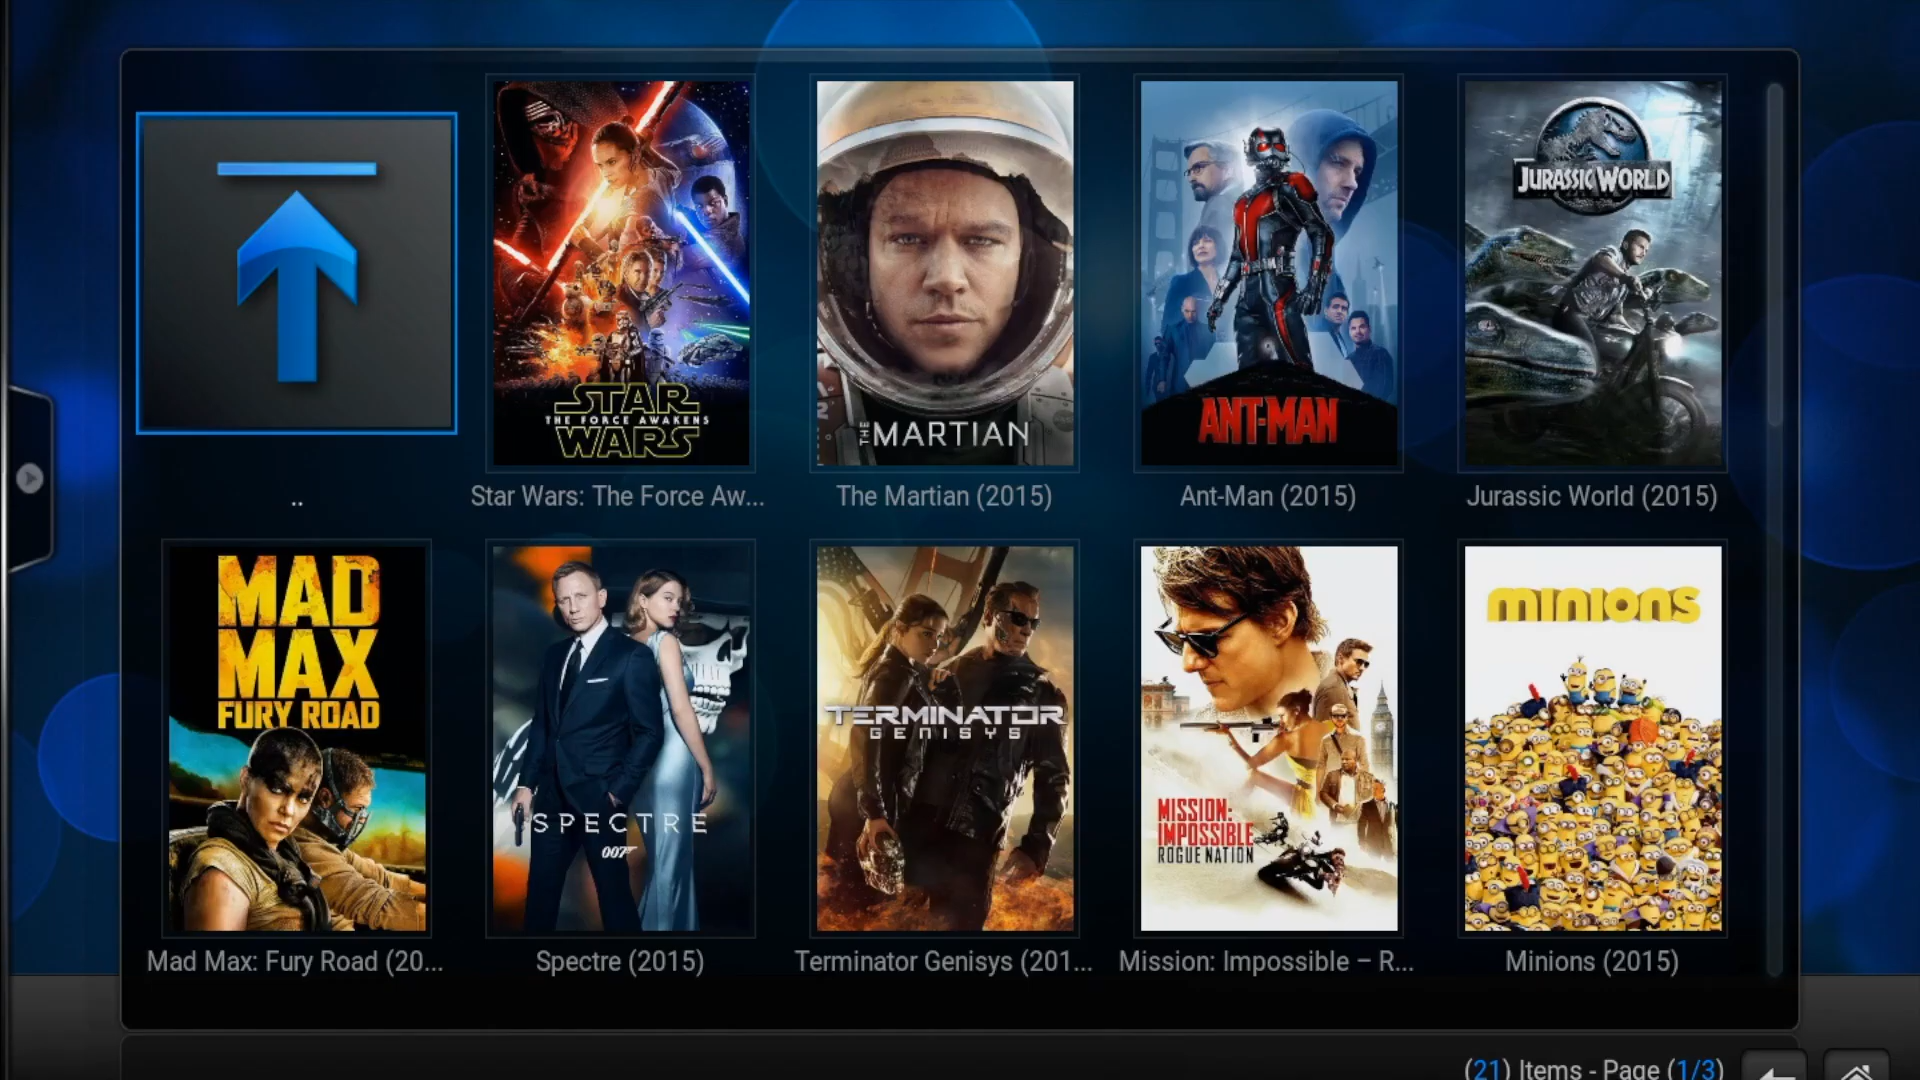 STAR
THE FORCE AWAKENS
WARS
THE MARTIAN
ANT-MAN
JURASSIC WORLD
..
Star Wars: The Force Aw...
The Martian (2015)
Ant-Man (2015)
Jurassic World (2015)
MAD
MAX
FURY ROAD
SPECTRE
007
TERMINATOR
GENISYS
MISSION:
IMPOSSIBLE
ROGUE NATION
minions
Mad Max: Fury Road (20...
Spectre (2015)
Terminator Genisys (201...
Mission: Impossible – R...
Minions (2015)
(21) Items - Page (1/3)